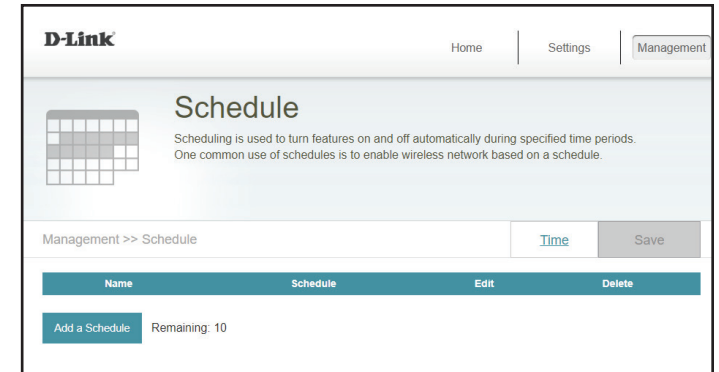 D-Link
Home Settings Management
Schedule
Scheduling is used to turn features on and off automatically during specified time periods.
One common use of schedules is to enable wireless network based on a schedule.
Management >> Schedule Time Save
Name Schedule Edit Delete
Add a Schedule Remaining: 10